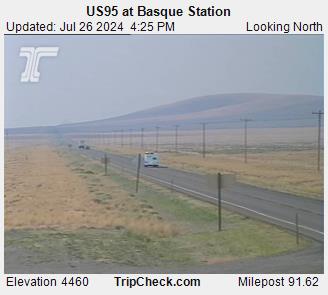 US95 at Basque Station
Updated: Jul 26 2024 4:25 PM Looking North
Elevation 4460 TripCheck.com Milepost 91.62